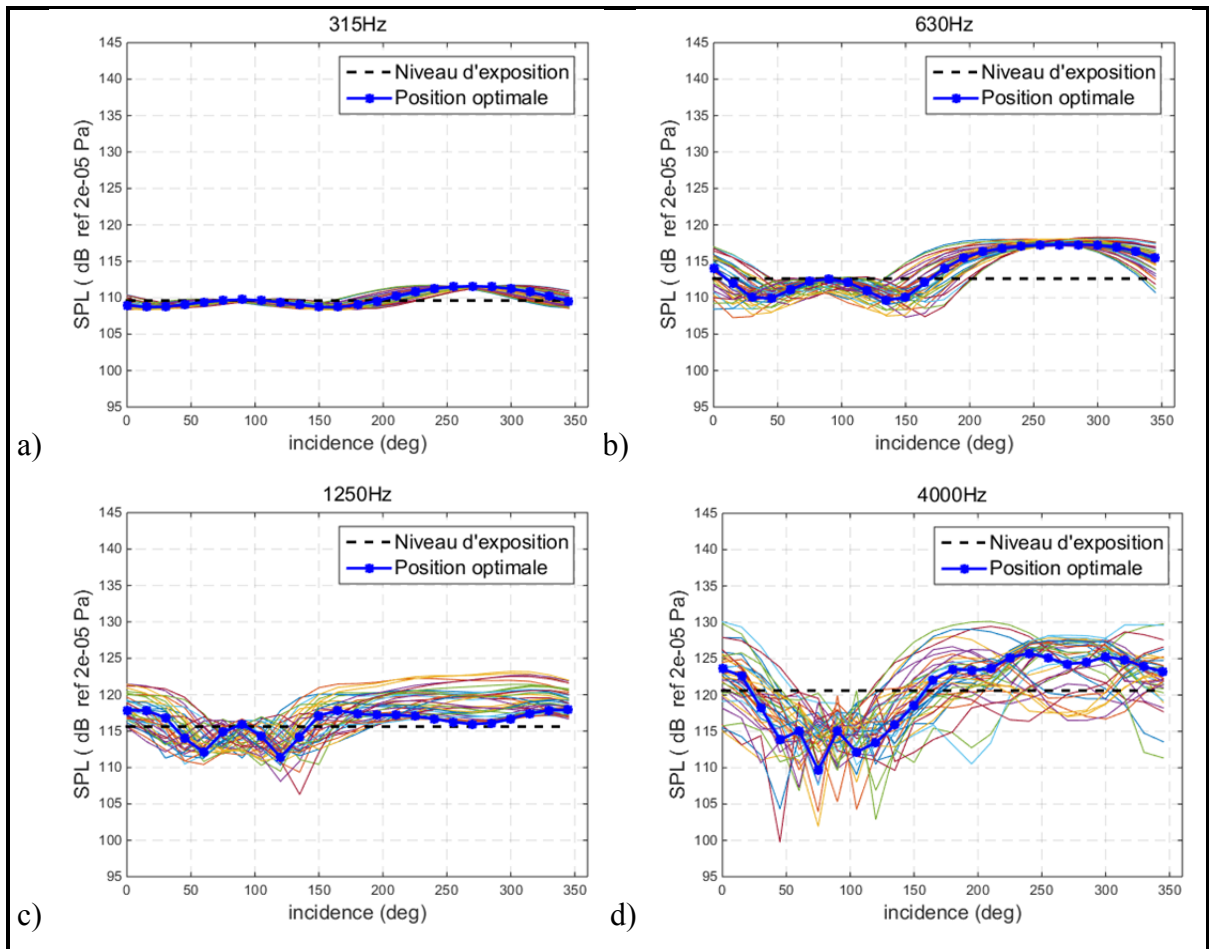 315Hz
145
140
135
130
125
120
115
110
105
100
95
SPL ( dB ref 2e-05 Pa)
Niveau d'exposition
Position optimale
0 50 100 150 200 250 300 350
incidence (deg)
a)
630Hz
145
140
135
130
125
120
115
110
105
100
95
SPL ( dB ref 2e-05 Pa)
Niveau d'exposition
Position optimale
0 50 100 150 200 250 300 350
incidence (deg)
b)
1250Hz
145
140
135
130
125
120
115
110
105
100
95
SPL ( dB ref 2e-05 Pa)
Niveau d'exposition
Position optimale
0 50 100 150 200 250 300 350
incidence (deg)
c)
4000Hz
145
140
135
130
125
120
115
110
105
100
95
SPL ( dB ref 2e-05 Pa)
Niveau d'exposition
Position optimale
0 50 100 150 200 250 300 350
incidence (deg)
d)